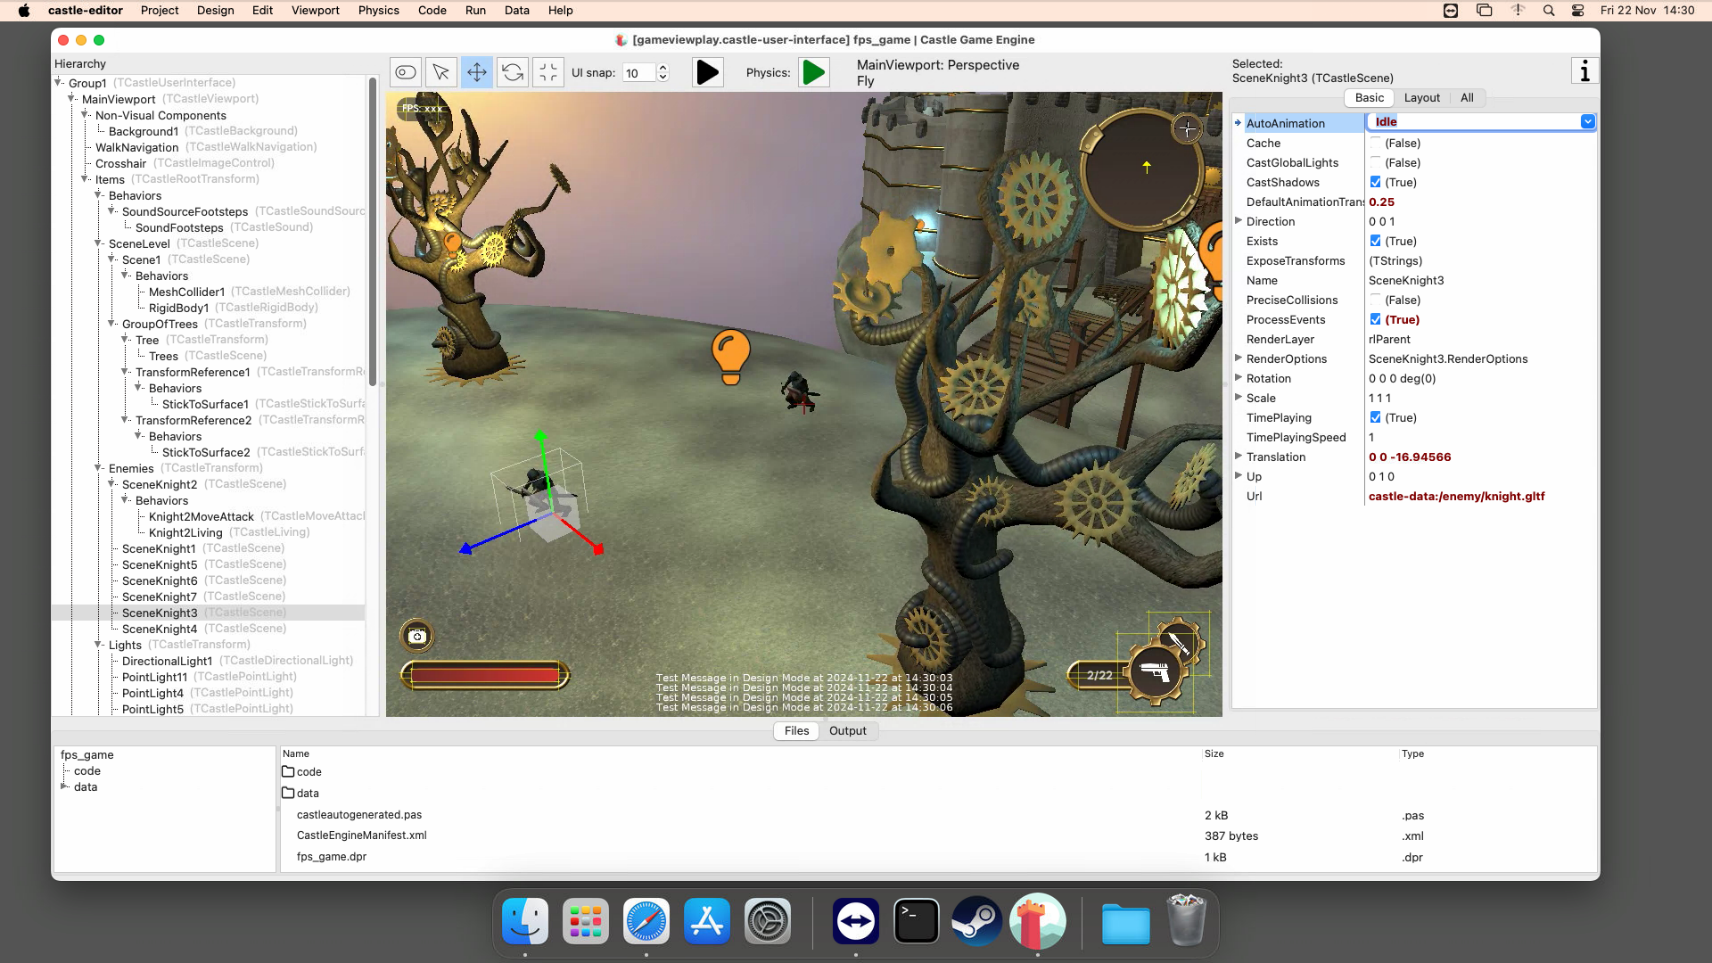 castle-editor Project Design Edit Viewport Physics Code Run Data Help Fri 22 Nov 14:30
[gameviewplay.castle-user-interface] fps_game | Castle Game Engine
Hierarchy
Group1 (TCastleUserInterface)
MainViewport (TCastleViewport)
Non-Visual Components
Background1 (TCastleBackground)
WalkNavigation (TCastleWalkNavigation)
Crosshair (TCastleImageControl)
Items (TCastleRootTransform)
Behaviors
SoundSourceFootsteps (TCastleSoundSourc
SoundFootsteps (TCastleSound)
SceneLevel (TCastleScene)
Scene1 (TCastleScene)
Behaviors
MeshCollider1 (TCastleMeshCollider)
RigidBody1 (TCastleRigidBody)
GroupOfTrees (TCastleTransform)
Tree (TCastleTransform)
Trees (TCastleScene)
TransformReference1 (TCastleTransformRe
Behaviors
StickToSurface1 (TCastleStickToSurfa
TransformReference2 (TCastleTransformR
Behaviors
StickToSurface2 (TCastleStickToSurfa
Enemies (TCastleTransform)
SceneKnight2 (TCastleScene)
Behaviors
Knight2MoveAttack (TCastleMoveAttac
Knight2Living (TCastleLiving)
SceneKnight1 (TCastleScene)
SceneKnight5 (TCastleScene)
SceneKnight6 (TCastleScene)
SceneKnight7 (TCastleScene)
SceneKnight3 (TCastleScene)
SceneKnight4 (TCastleScene)
Lights (TCastleTransform)
DirectionalLight1 (TCastleDirectionalLight)
PointLight11 (TCastlePointLight)
PointLight4 (TCastlePointLight)
PointLight5 (TCastlePointLight)
UI snap: 10 Physics: MainViewport: Perspective
Fly
FPS: xxx
2/22
Test Message in Design Mode at 2024-11-22 at 14:30:03
Test Message in Design Mode at 2024-11-22 at 14:30:04
Test Message in Design Mode at 2024-11-22 at 14:30:05
Test Message in Design Mode at 2024-11-22 at 14:30:06
Selected:
SceneKnight3 (TCastleScene)
Basic Layout All
AutoAnimation Idle
Cache (False)
CastGlobalLights (False)
CastShadows (True)
DefaultAnimationTran 0.25
Direction 0 0 1
Exists (True)
ExposeTransforms (TStrings)
Name SceneKnight3
PreciseCollisions (False)
ProcessEvents (True)
RenderLayer rlParent
RenderOptions SceneKnight3.RenderOptions
Rotation 0 0 0 deg(0)
Scale 1 1 1
TimePlaying (True)
TimePlayingSpeed 1
Translation 0 0 -16.94566
Up 0 1 0
Url castle-data:/enemy/knight.gltf
Files Output
fps_game
code
data
Name Size Type
code
data
castleautogenerated.pas 2 kB .pas
CastleEngineManifest.xml 387 bytes .xml
fps_game.dpr 1 kB .dpr